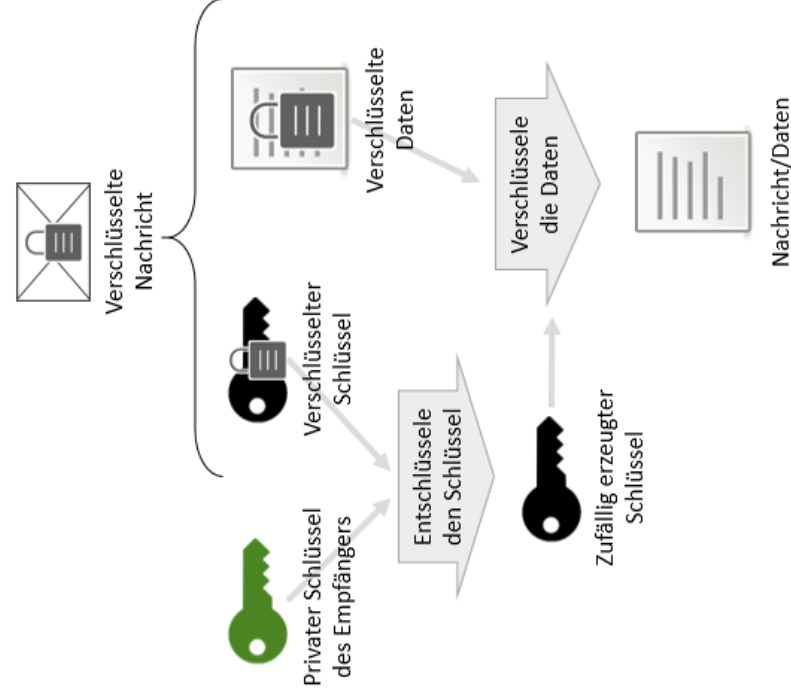 Verschlüsselte
Nachricht
Verschlüsselte
Daten
Verschlüsselter
Schlüssel
Privater Schlüssel
des Empfängers
Entschlüssele
den Schlüssel
Verschlüssele
die Daten
Zufällig erzeugter
Schlüssel
Nachricht/Daten